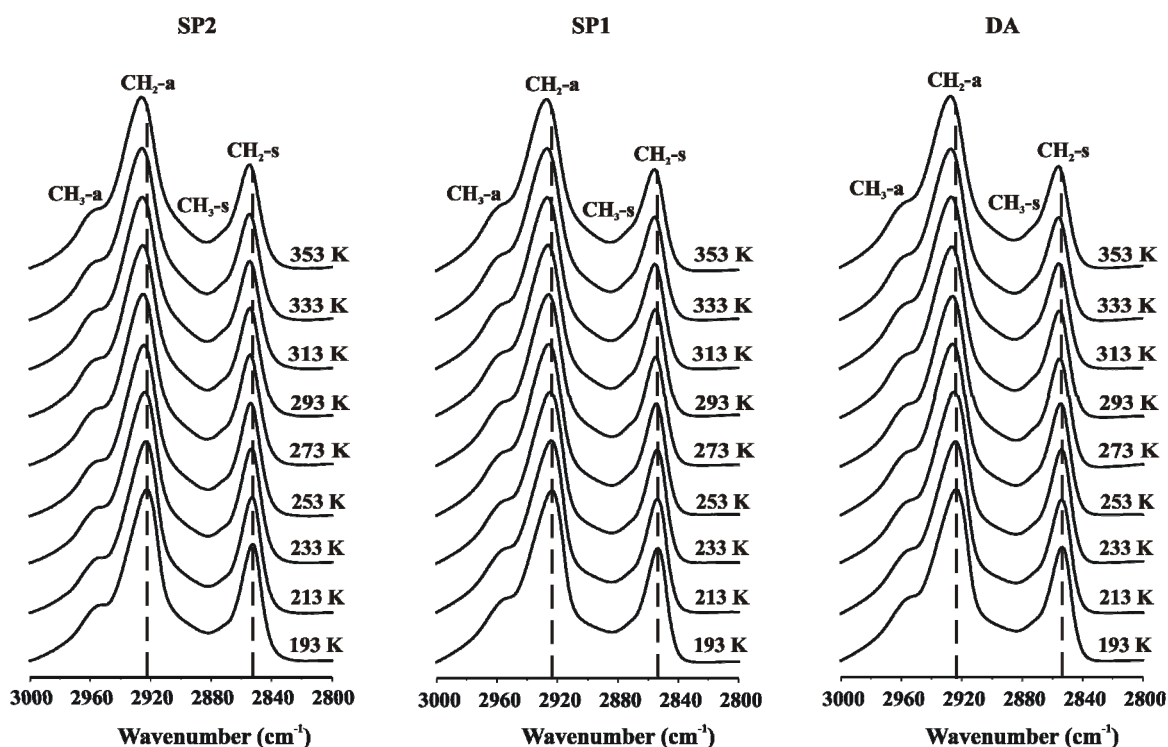 SP2
CH₂-a
CH₂-s
CH₃-a
CH₃-s
353 K
333 K
313 K
293 K
273 K
253 K
233 K
213 K
193 K
3000 2960 2920 2880 2840 2800
Wavenumber (cm⁻¹)
SP1
CH₂-a
CH₂-s
CH₃-a
CH₃-s
353 K
333 K
313 K
293 K
273 K
253 K
233 K
213 K
193 K
3000 2960 2920 2880 2840 2800
Wavenumber (cm⁻¹)
DA
CH₂-a
CH₂-s
CH₃-a
CH₃-s
353 K
333 K
313 K
293 K
273 K
253 K
233 K
213 K
193 K
3000 2960 2920 2880 2840 2800
Wavenumber (cm⁻¹)